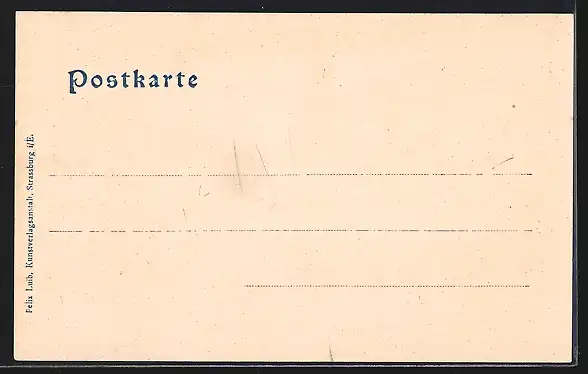 Postkarte
Felix Luib, Kunstverlagsanstalt, Strassburg i/E.